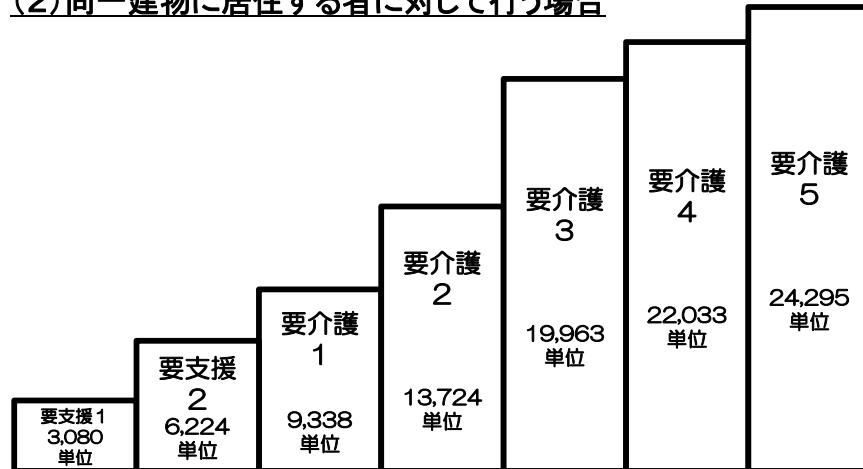 (2)同一建物に居住する者に対して行う場合
要支援1
3,080
単位
要支援
2
6,224
単位
要介護
1
9,338
単位
要介護
2
13,724
単位
要介護
3
19,963
単位
要介護
4
22,033
単位
要介護
5
24,295
単位